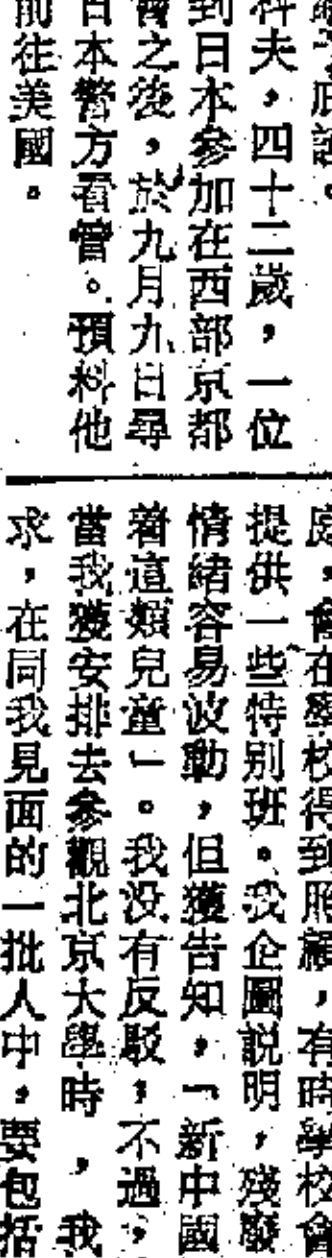 科夫,四十二歲,一位
到日本參加在西部京都
會之後,於九月九日尋
日本警方看管。預料他
前往美國。
庭,會在學校得到照顧,有時學校會
提供一些特別班。我企圖說明,殘廢
情緒容易波動,但獲告知,「新中國
着這類兒童」。我没有反駁,不過,
當我獲安排去參觀北京大學時,我
求,在同我見面的一批人中,要包括